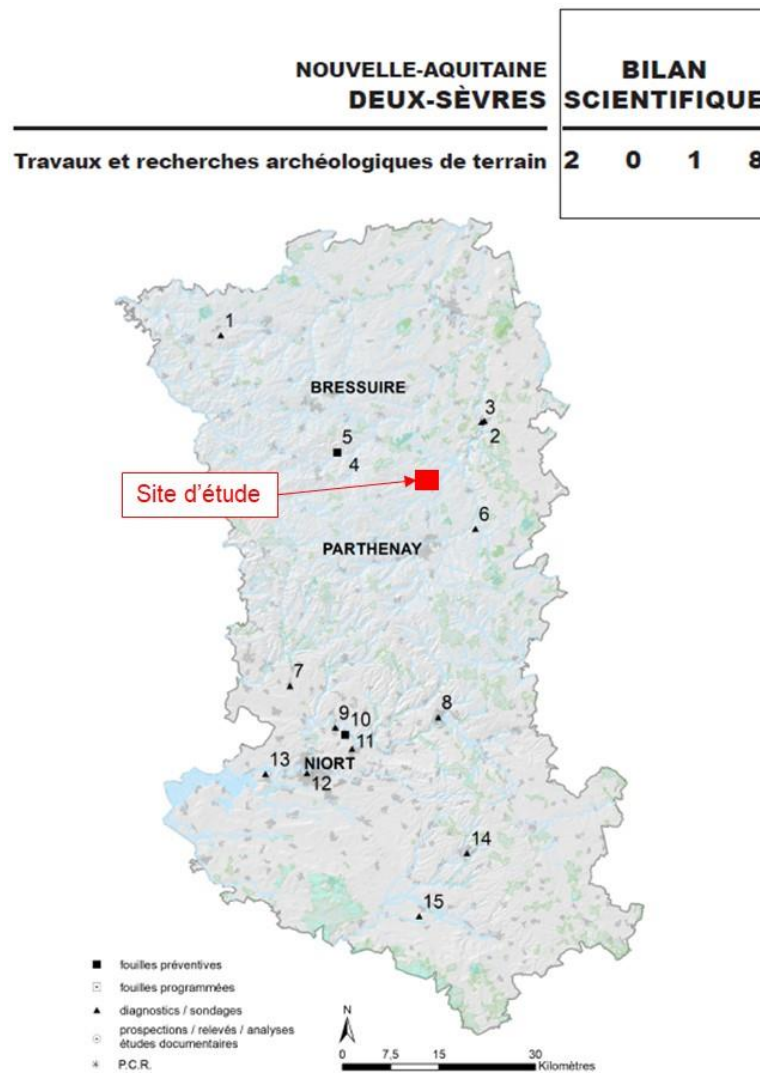 NOUVELLE-AQUITAINE
DEUX-SÈVRES
BILAN
SCIENTIFIQUE
Travaux et recherches archéologiques de terrain
2 0 1 8
1
BRESSUIRE
3
2
5
4
Site d'étude
6
PARTHENAY
7
8
9
10
11
NIORT
13
12
14
15
fouilles préventives
fouilles programmées
diagnostics / sondages
prospections / relevés / analyses
études documentaires
P.C.R.
N
0 7,5 15 30
Kilomètres